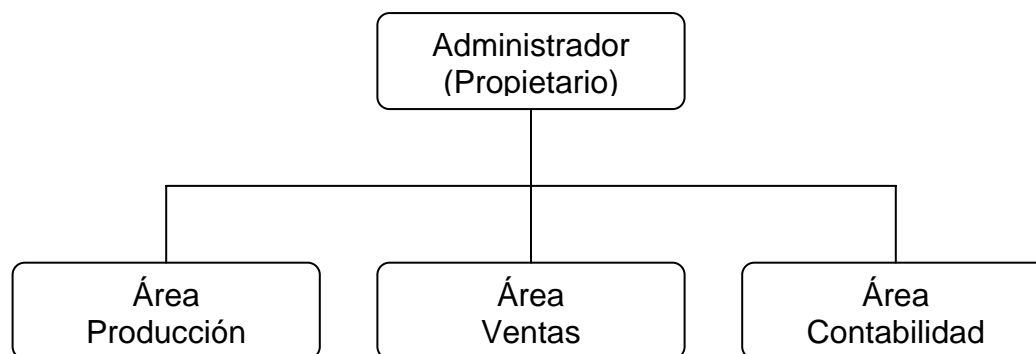 Administrador
(Propietario)
Área
Producción
Área
Ventas
Área
Contabilidad